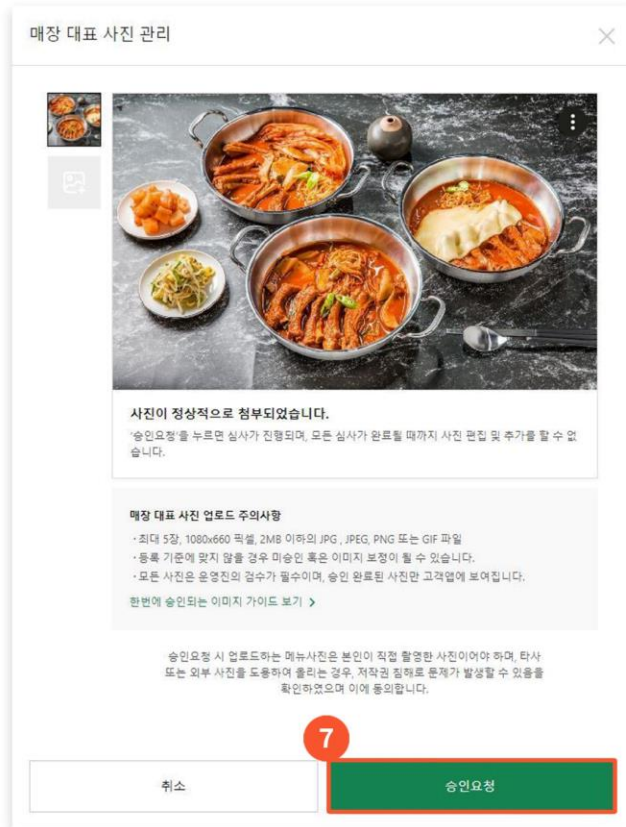 매장 대표 사진 관리
사진이 정상적으로 첨부되었습니다.
'승인요청'을 누르면 심사가 진행되며, 모든 심사가 완료될 때까지 사진 편집 및 추가를 할 수 없
습니다.
매장 대표 사진 업로드 주의사항
· 최대 5장, 1080x660 픽셀, 2MB 이하의 JPG , JPEG, PNG 또는 GIF 파일
· 등록 기준에 맞지 않을 경우 미승인 혹은 이미지 보정이 될 수 있습니다.
· 모든 사진은 운영진의 검수가 필수이며, 승인 완료된 사진만 고객앱에 보여집니다.
한번에 승인되는 이미지 가이드 보기 >
승인요청 시 업로드하는 메뉴사진은 본인이 직접 촬영한 사진이어야 하며, 타사
또는 외부 사진을 도용하여 올리는 경우, 저작권 침해로 문제가 발생할 수 있음을
확인하였으며 이에 동의합니다.
7
취소
승인요청